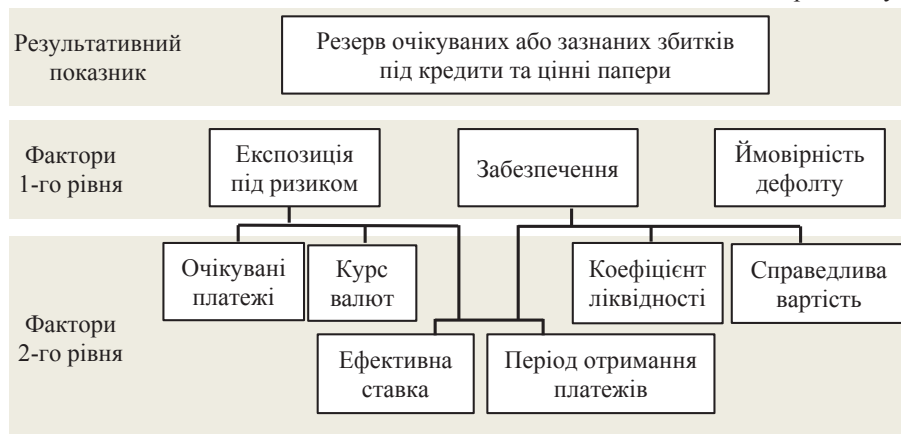 Результативний
показник
Резерв очікуваних або зазнаних збитків
під кредити та цінні папери
Фактори
1-го рівня
Експозиція
під ризиком
Забезпечення
Ймовірність
дефолту
Фактори
2-го рівня
Очікувані
платежі
Курс
валют
Коефіцієнт
ліквідності
Справедлива
вартість
Ефективна
ставка
Період отримання
платежів